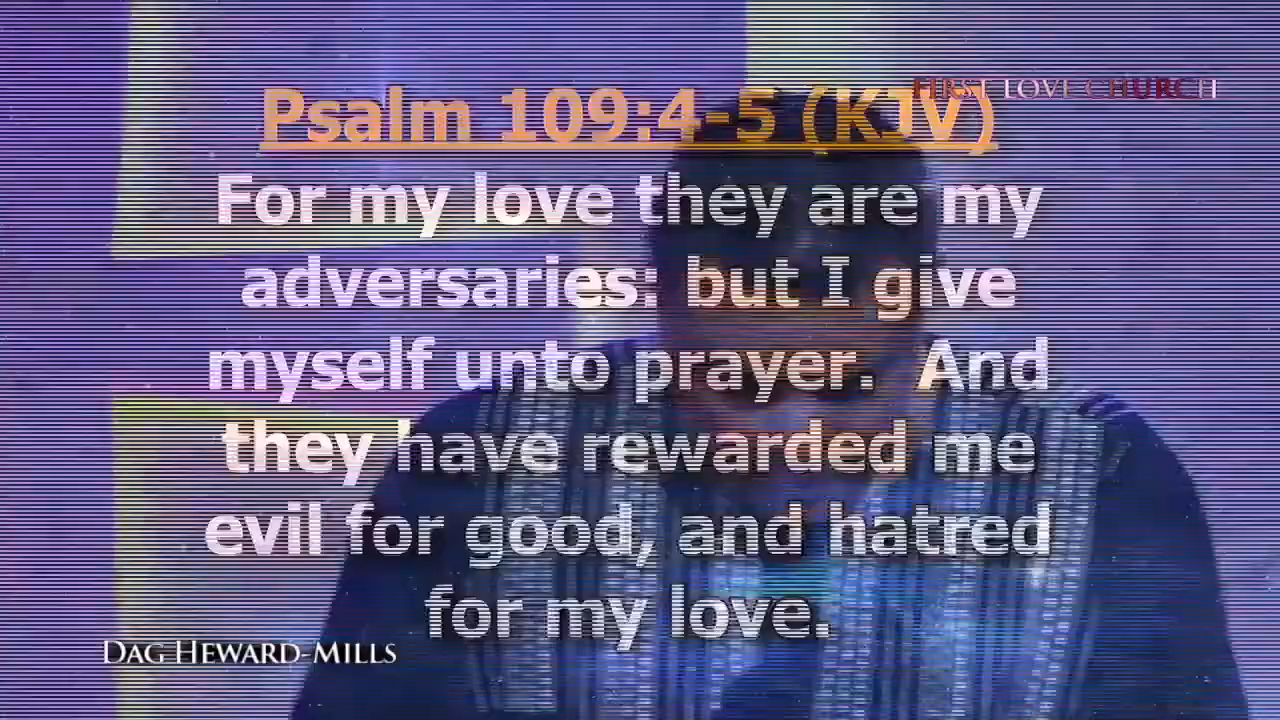 FIRST LOVE CHURCH
Psalm 109:4-5 (KJV)
For my love they are my
adversaries: but I give
myself unto prayer.  And
they have rewarded me
evil for good, and hatred
for my love.
DAG HEWARD-MILLS